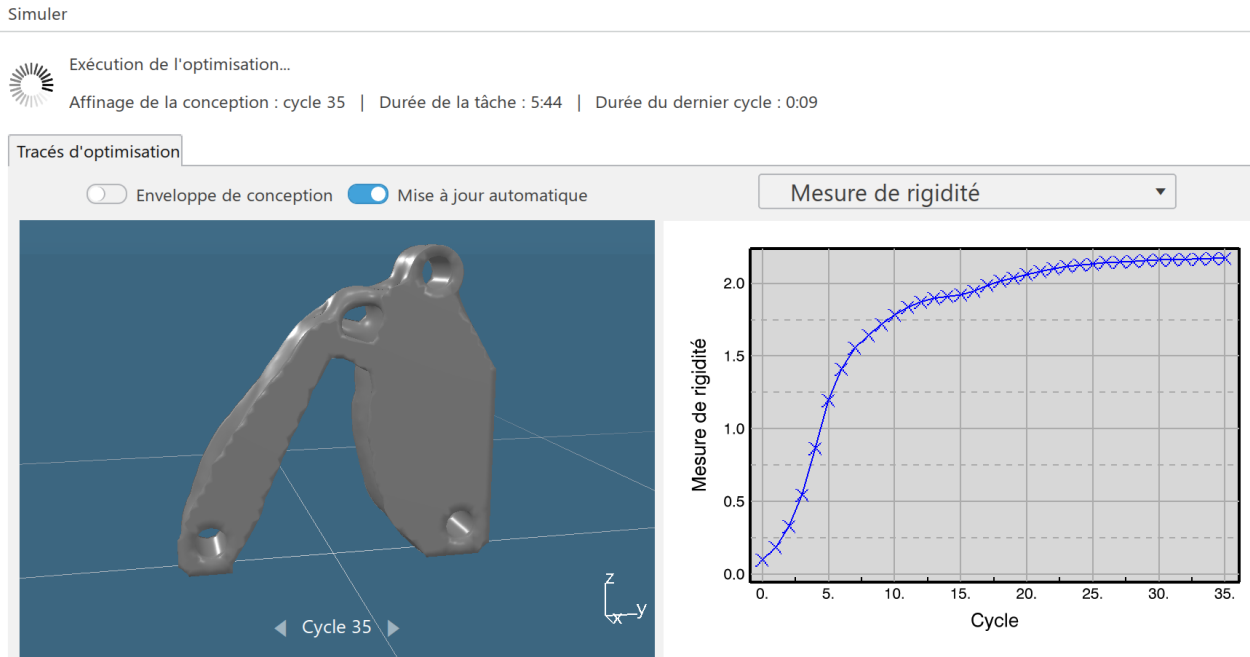 Simuler
Exécution de l'optimisation...
Affinage de la conception : cycle 35 | Durée de la tâche : 5:44 | Durée du dernier cycle : 0:09
Tracés d'optimisation
Enveloppe de conception Mise à jour automatique
Mesure de rigidité
Mesure de rigidité
2.0
1.5
1.0
0.5
0.0
0. 5. 10. 15. 20. 25. 30. 35.
Cycle
z
y
x
Cycle 35